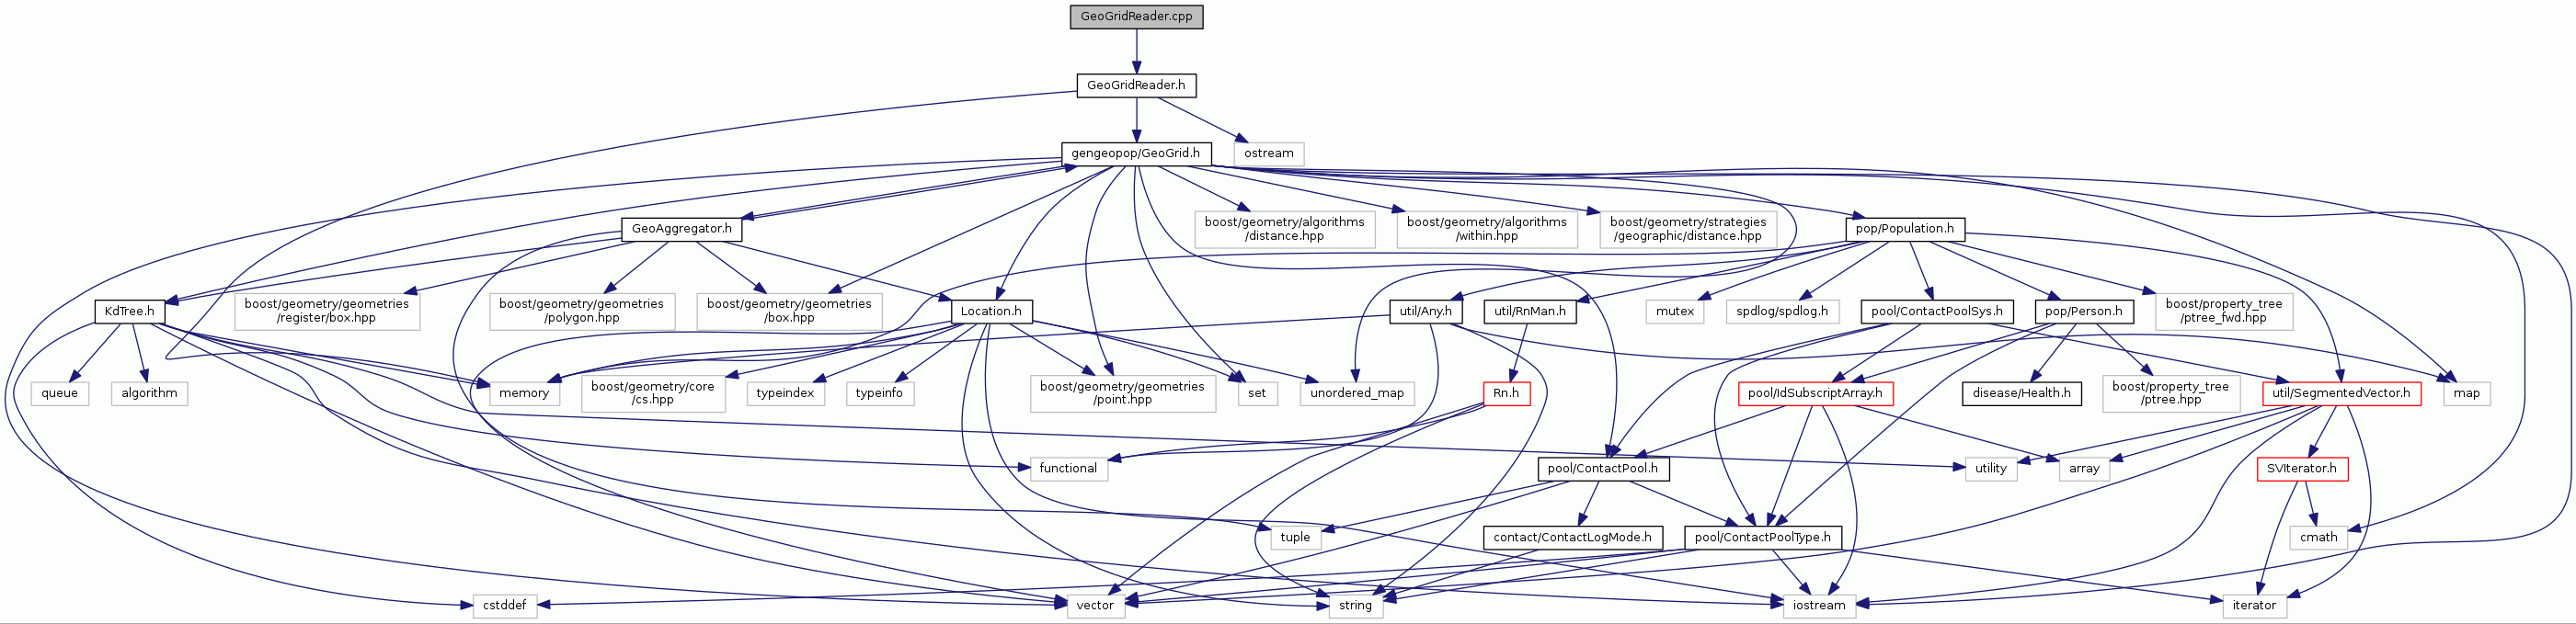 GeoGridReader.cpp
GeoGridReader.h
gengeopop/GeoGrid.h
ostream
GeoAggregator.h
boost/geometry/algorithms
/distance.hpp
boost/geometry/algorithms
/within.hpp
boost/geometry/strategies
/geographic/distance.hpp
pop/Population.h
KdTree.h
boost/geometry/geometries
/register/box.hpp
boost/geometry/geometries
/polygon.hpp
boost/geometry/geometries
/box.hpp
Location.h
util/Any.h
util/RnMan.h
mutex
spdlog/spdlog.h
pool/ContactPoolSys.h
pop/Person.h
boost/property_tree
/ptree_fwd.hpp
queue
algorithm
memory
boost/geometry/core
/cs.hpp
typeindex
typeinfo
boost/geometry/geometries
/point.hpp
set
unordered_map
Rn.h
pool/IdSubscriptArray.h
disease/Health.h
boost/property_tree
/ptree.hpp
util/SegmentedVector.h
map
functional
pool/ContactPool.h
utility
array
SVIterator.h
tuple
contact/ContactLogMode.h
pool/ContactPoolType.h
cmath
cstddef
vector
string
iostream
iterator